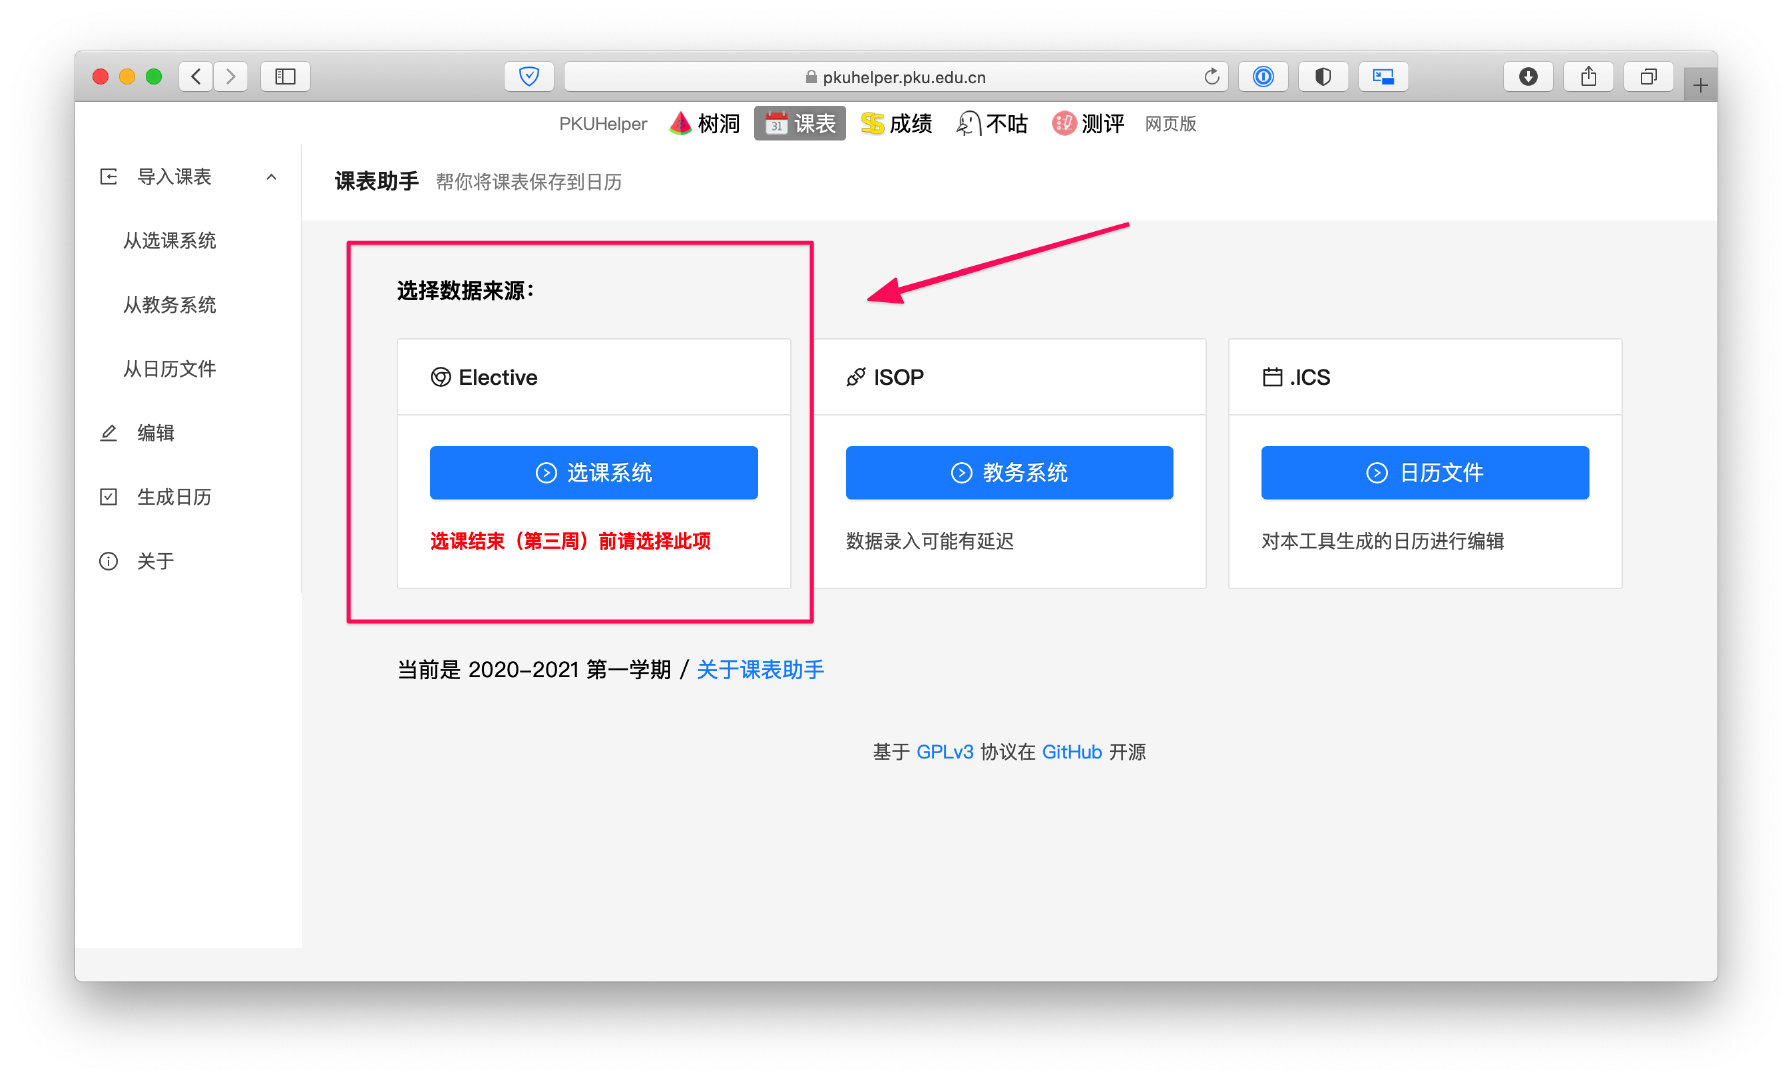 pkuhelper.pku.edu.cn
PKUHelper 树洞 31 课表 成绩 不咕 测评 网页版
导入课表
从选课系统
从教务系统
从日历文件
编辑
生成日历
关于
课表助手 帮你将课表保存到日历
选择数据来源:
Elective
选课系统
选课结束（第三周）前请选择此项
ISOP
教务系统
数据录入可能有延迟
.ICS
日历文件
对本工具生成的日历进行编辑
当前是 2020-2021 第一学期 / 关于课表助手
基于 GPLv3 协议在 GitHub 开源